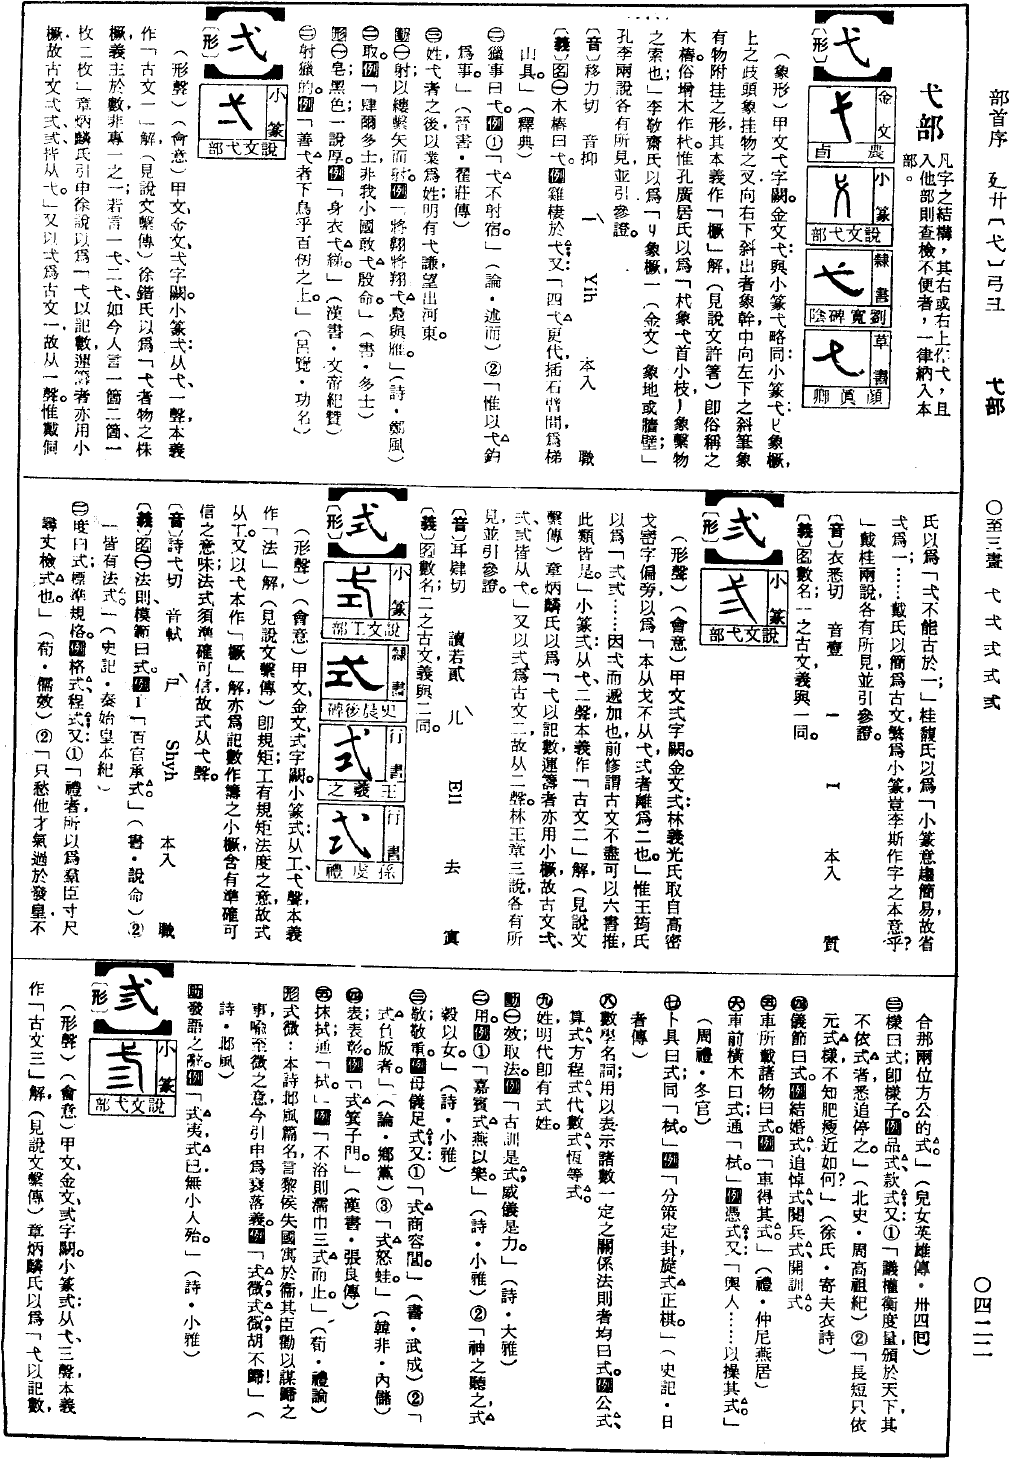 部首序 廴廾〔弋〕弓彐 弋部 ○至三畫 弋弌式弍弎 ○四二二
弋部
凡字之結構，其右或右上作弋，且
入他部則查檢不便者，一律納入本
部。
弋
〔形〕
金文
農卣
小篆
說文弋部
隸書
劉寬碑陰
草書
顏眞卿
（象形）甲文弋字闕。金文弋與小篆弋略同：小篆弋ㄣ象橛，
上之歧頭象挂物之叉向右下斜出者象幹中向左下之斜筆象
有物附挂之形其本義作「橛」解（見說文許箸）卽俗稱之
木樁。俗增木作杙惟孔廣居氏以爲「杙象弋首小枝丿象繫物
之索也」李敬齋氏以爲「象橛一（金文）象地或牆壁」
孔李兩說各有所見並引參證。
〔音〕移力切 音抑 ㄧˋ Yih 本入 職
〔義〕名㊀木樁曰弋。例雞棲於弋又：「四弋更代插石罅間，爲梯
山具。」（釋典）
㊁獵事曰弋。例①「弋不射宿。」（論·述而）②「惟以弋釣
爲事。」（晉書·翟莊傳）
㊂姓弋者之後以業爲姓明有弋謙望出河東。
動㊀射以縷繫矢而射。例「將翱將翔弋鳧與雁。」（詩·鄭風）
㊁取。例「肆爾多士非我小國敢弋殷命。」（書·多士）
形㊀皂黑色；一說厚。例「身衣弋綈。」（漢書·文帝紀贊）
㊁射獵的。例「善弋者下鳥乎百仞之上。」（呂覽·功名）
弌
〔形〕
小篆
說文弋部
（形聲）（會意）甲文、金文、弌字闕。小篆弌：从弋，一聲，本義
作「古文一」解（見說文繫傳）徐鍇氏以爲「弋者物之株
橛，義主於數，非專一之一；若言一弋二弋，如今人言一箇二箇一
枚二枚」章炳麟氏引申徐說以爲「弋以記數，運籌者亦用小
橛，故古文弌弍弎皆从弋。」又以弌爲古文一，故从一聲。惟戴侗
氏以爲「弌不能古於一」；桂馥氏以爲「小篆意趨簡易，故省
弌爲一……戴氏以簡爲古文繁爲小篆，豈李斯作字之本意乎？
」戴桂兩說各有所見並引參證。
〔音〕衣悉切 音壹 ㄧ I 本入 質
〔義〕名數名一之古文義與一同。
弍
〔形〕
小篆
說文弋部
（形聲）（會意）甲文弍字闕。金文弍：林義光氏取自高密
戈𡨥字偏旁以爲「本从戈不从弋，弍者離爲二也。」惟王筠氏
以爲「弌弍……因弌而遞加也，前修謂古文不盡可以六書推，
此類皆是。」小篆弍：从弋，二聲，本義作「古文二」解（見說文
繫傳）章炳麟氏以爲「弋以記數，運籌者亦用小橛，故古文弌、
弍弎皆从弋。」又以弍爲古文二，故从二聲。林王章三說各有所
見並引參證。
〔音〕耳肄切 讀若貳 ㄦˋ Ell 去 寘
〔義〕名數名二之古文義與二同。
式
〔形〕
小篆
說文工部
隸書
史晨後碑
行書
王羲之
行書
孫虔禮
（形聲）（會意）甲文、金文、式字闕。小篆式：从工，弋聲，本義
作「法」解（見說文繫傳）卽規矩；工有規矩法度之意，故式
从工又以弋本作「橛」解，亦爲記數作籌之小橛，含有準確可
信之意味，法式須準確可信，故式从弋聲。
〔音〕詩弋切 音軾 ㄕˋ Shyh 本入 職
〔義〕名㊀法則模範曰式。例①「百官承式。」（書·說命）②
「皆有法式。」（史記·秦始皇本紀）
㊁度曰式；標準規格。例格式、程式又：①「禮者所以爲羣臣寸尺
尋丈檢式也」（荀·儒效）②「只愁他才氣過於發皇，不
合那兩位方公的式。」（兒女英雄傳·卅四回）
㊂樣曰式；卽樣子。例品式、款式又：①「議權衡度量頒於天下，其
不依式者悉追停之。」（北史·周高祖紀）②「長短只依
元式樣，不知肥瘦近如何」（徐氏·寄夫衣詩）
㊃儀節曰式。例結婚式、追悼式、閱兵式、開訓式。
㊄車所載諸物曰式。例「車得其式。」（禮·仲尼燕居）
㊅車前橫木曰式；通「栻」。例憑式又：「與人……以操其式」
（周禮·冬官）
㊆卜具曰式；同「栻」。例「分策定卦，旋式正棋。」（史記·日
者傳）
㊇數學名詞，用以表示諸數一定之關係法則者均曰式。例公式、
算式、方程式、代數式、恆等式。
㊈姓明代卽有式姓。
動㊀效取法。例「古訓是式威儀是力。」（詩·大雅）
㊁用。例①「嘉賓式燕以樂。」（詩·小雅）②「神之聽之，式
穀以女。」（詩·小雅）
㊂敬；敬重。例母儀足式又：①「式商容閭。」（書·武成）②「
式負版者。」（論·鄉黨）③「式怒蛙。」（韓非·內儲）
㊃表表彰。例「式箕子門。」（漢書·張良傳）
㊄抹拭；通「拭」。例「不浴則濡巾三式而止」（荀·禮論）
形式微：本詩邶風篇名，言黎侯失國寓於衞，其臣勸以謀歸之
事，喩至微之意，今引申爲衰落義。例「式微式微胡不歸！」（
詩·邶風）
助發語之辭。例「式夷式已無小人殆。」（詩·小雅）
弎
〔形〕
小篆
說文弋部
（形聲）（會意）甲文、金文、弎字闕。小篆弎：从弋，三聲，本義
作「古文三」解（見說文繫傳）章炳麟氏以爲「弋以記數，